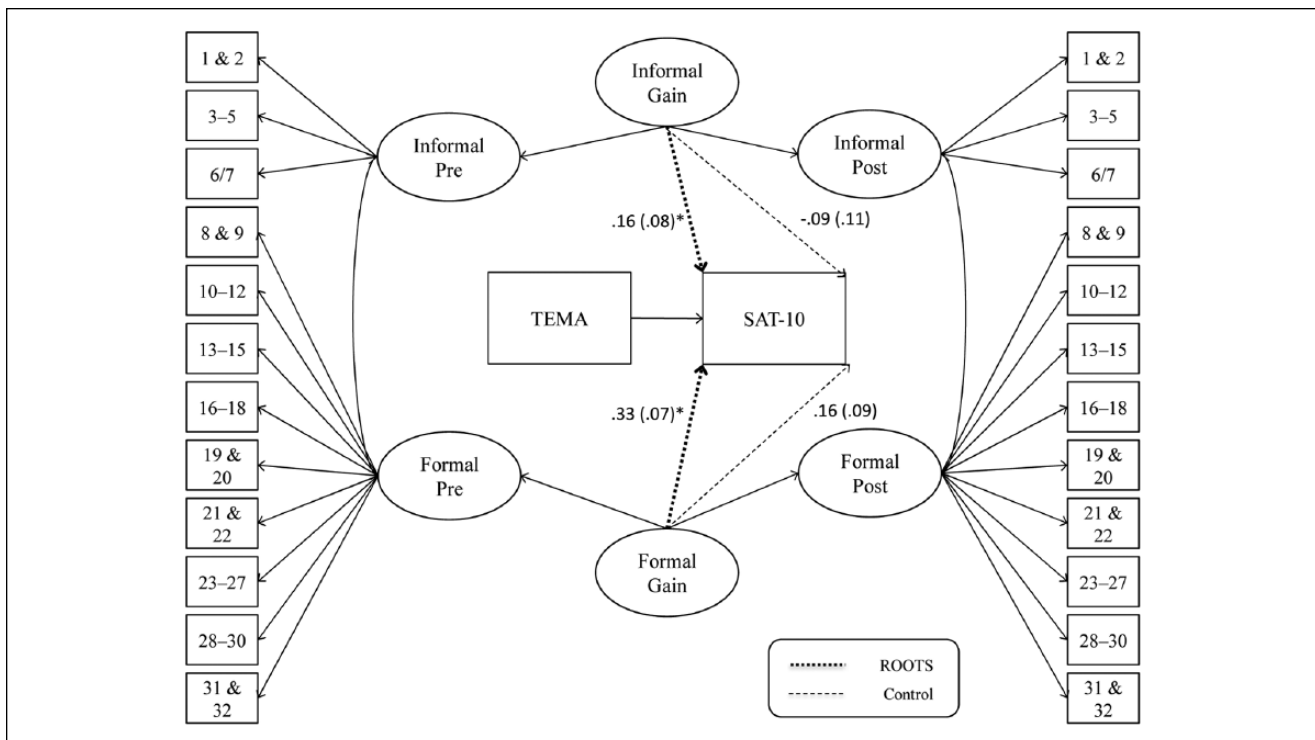 1 & 2
3–5
6/7
8 & 9
10–12
13–15
16–18
19 &
20
21 &
22
23–27
28–30
31 &
32
Informal
Pre
Formal
Pre
Informal
Gain
.16 (.08)*
-.09 (.11)
TEMA
SAT-10
.33 (.07)*
.16 (.09)
Formal
Gain
Informal
Post
Formal
Post
ROOTS
Control
1 & 2
3–5
6/7
8 & 9
10–12
13–15
16–18
19 &
20
21 &
22
23–27
28–30
31 &
32